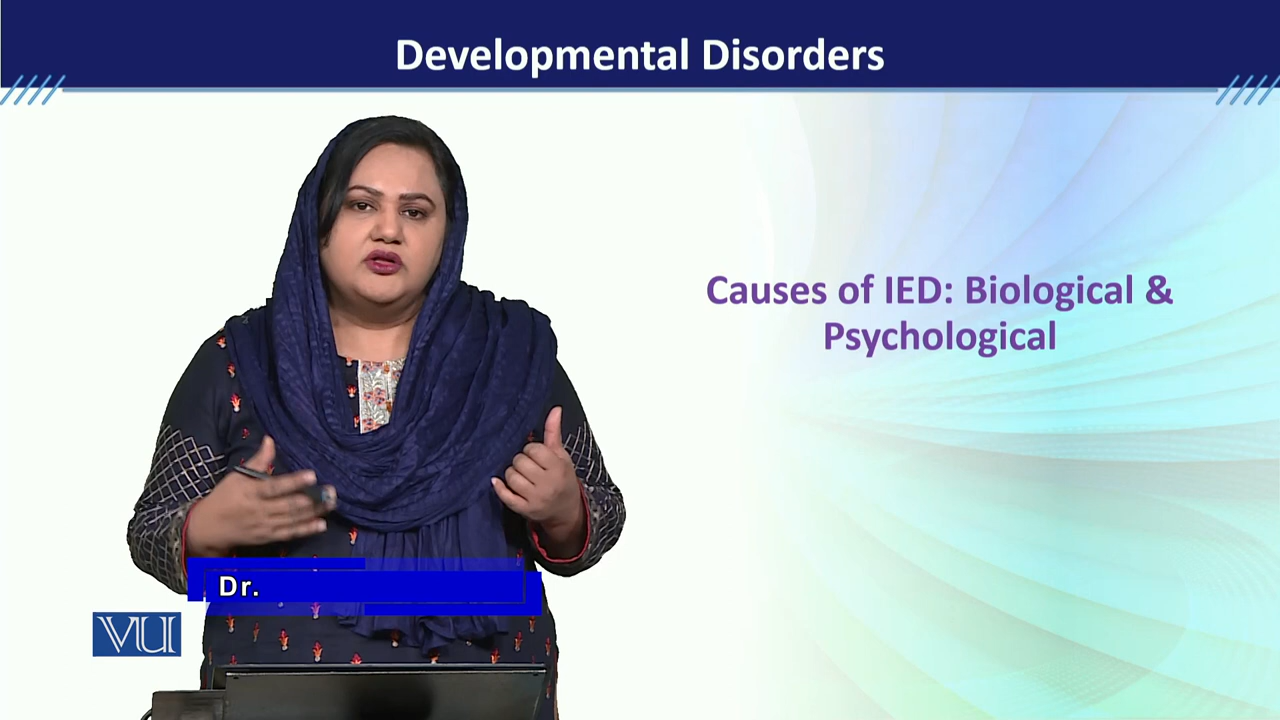 Developmental Disorders
Causes of IED: Biological &
Psychological
Dr.
VU